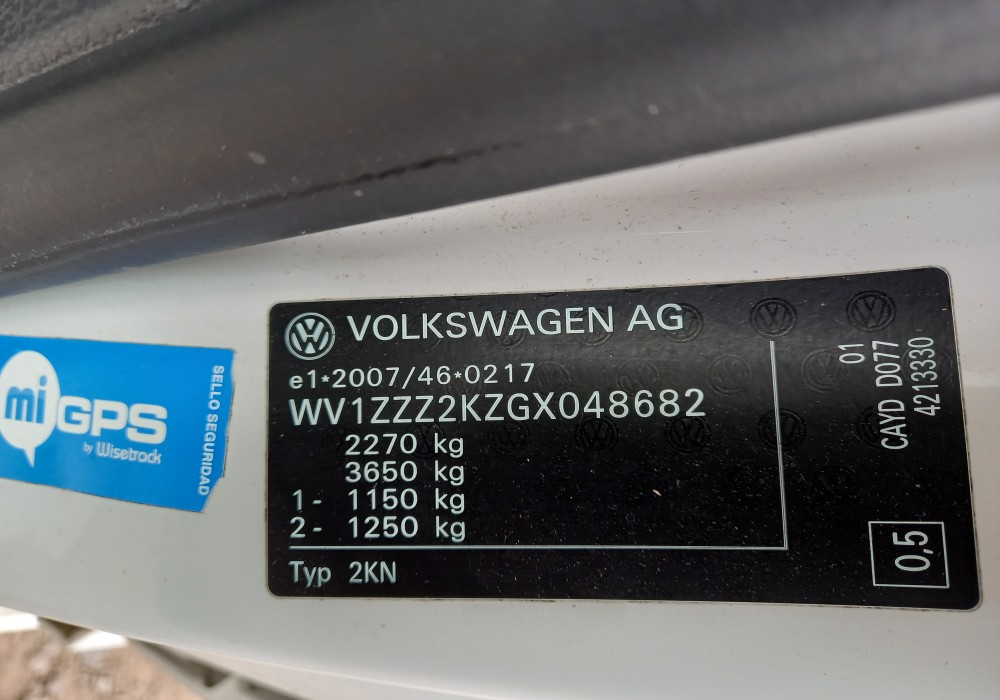 VOLKSWAGEN AG
e1*2007/46*0217
WV1ZZZ2KZGX048682
2270 kg
3650 kg
1- 1150 kg
2- 1250 kg
Typ 2KN
01
CAYD D077
4213330
0,5
mi GPS
by Wisetrack
SELLO SEGURIDAD